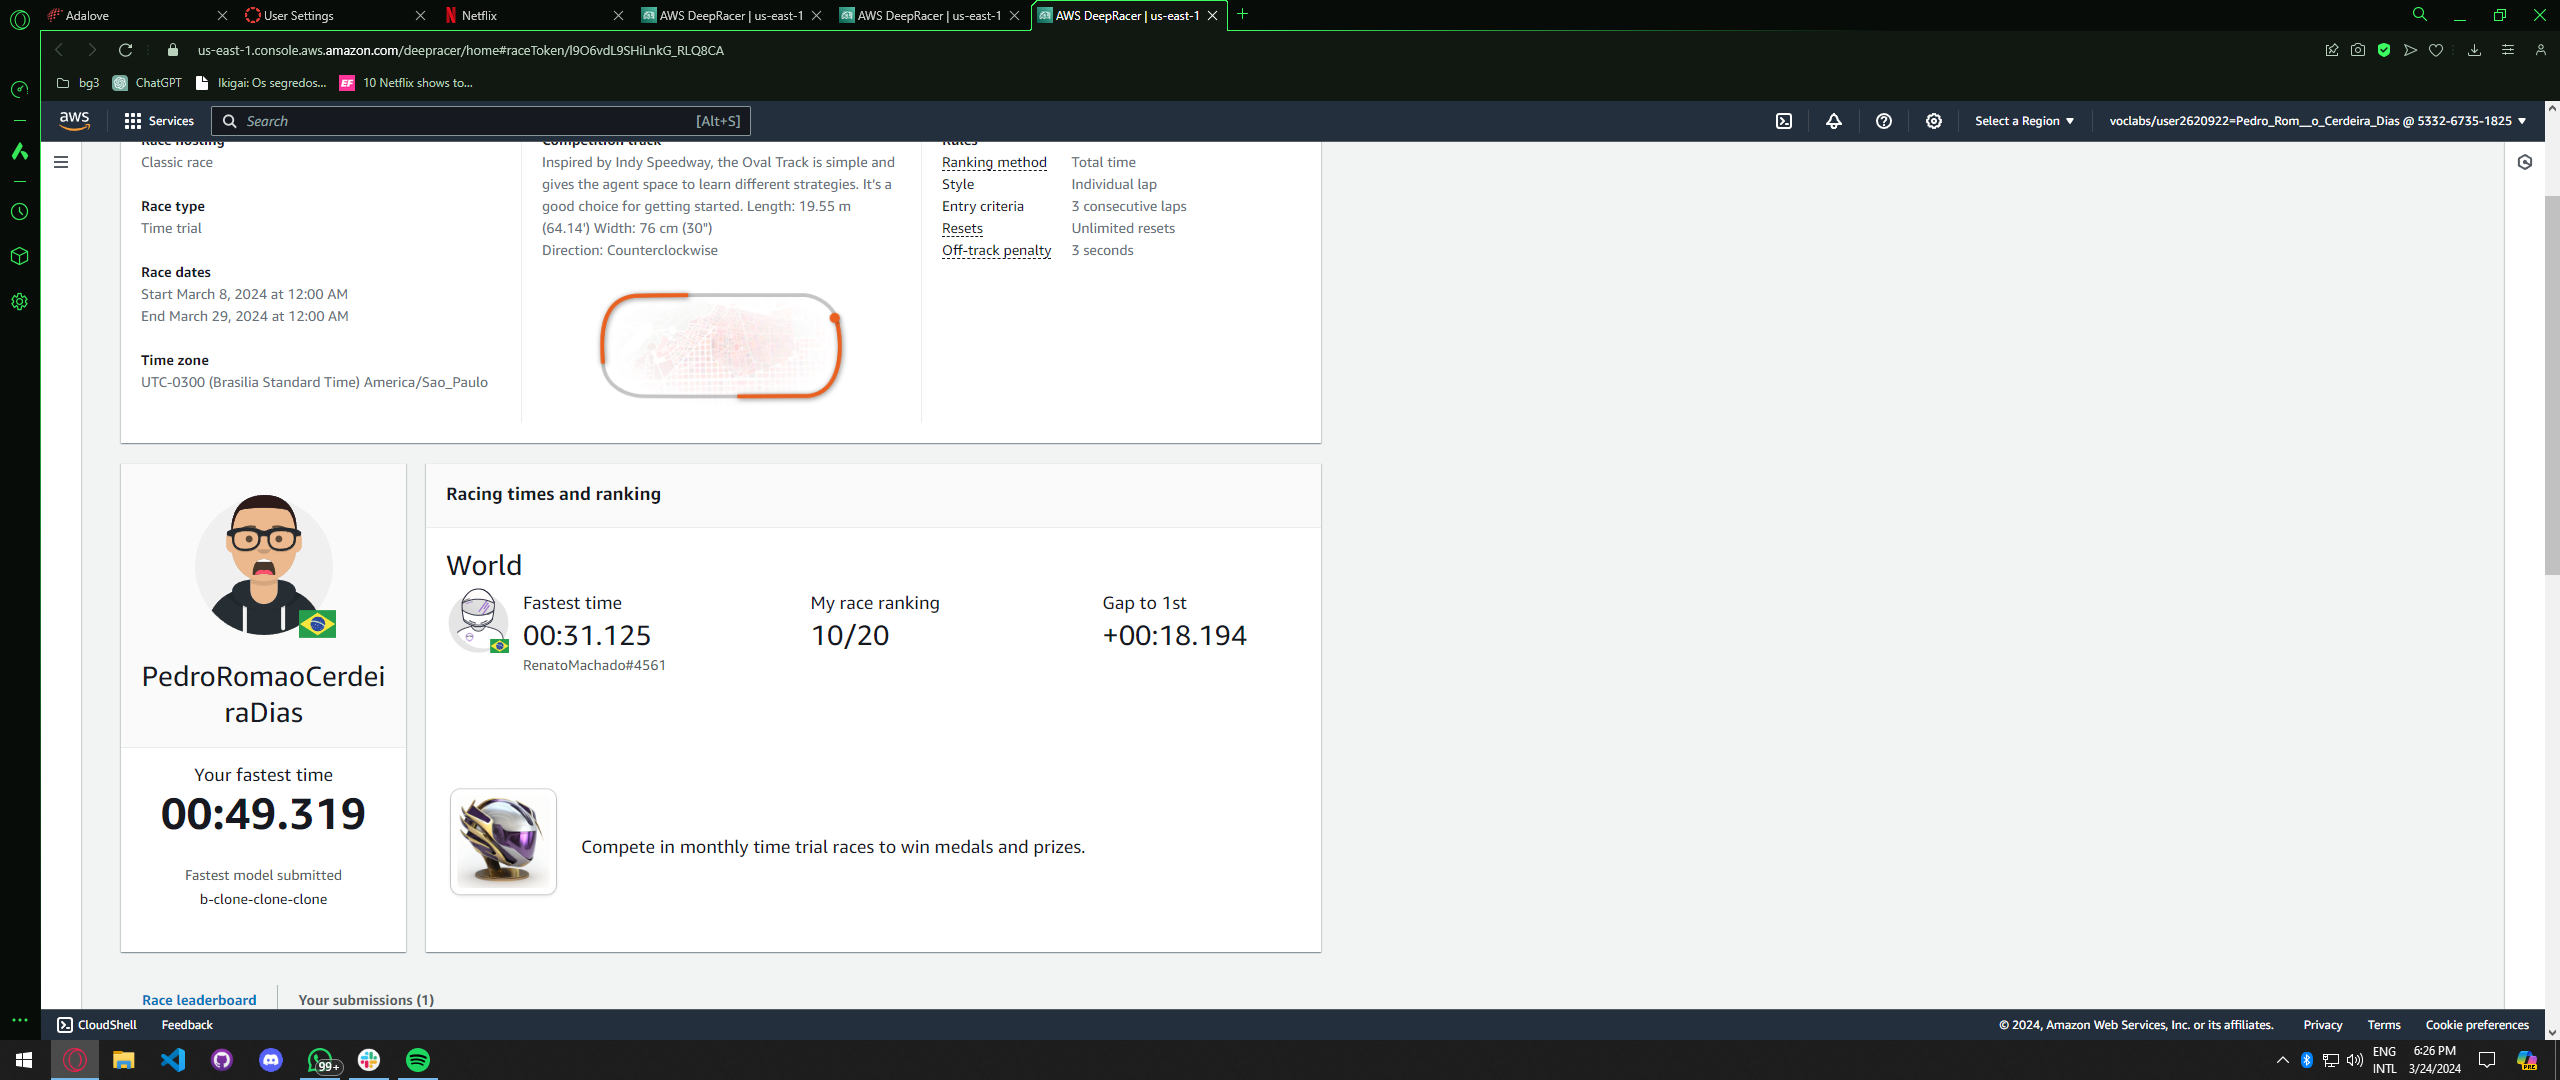 Adalove
User Settings
Netflix
AWS DeepRacer | us-east-1
AWS DeepRacer | us-east-1
AWS DeepRacer | us-east-1
us-east-1.console.aws.amazon.com/deepracer/home#raceToken/l9O6vdL9SHiLnkG_RLQ8CA
bg3
ChatGPT
Ikigai: Os segredos...
EF
10 Netflix shows to...
aws
Services
Search
[Alt+S]
Select a Region
voclabs/user2620922=Pedro_Rom__o_Cerdeira_Dias @ 5332-6735-1825
Race hosting
Classic race
Race type
Time trial
Race dates
Start March 8, 2024 at 12:00 AM
End March 29, 2024 at 12:00 AM
Time zone
UTC-0300 (Brasilia Standard Time) America/Sao_Paulo
Competition track
Inspired by Indy Speedway, the Oval Track is simple and
gives the agent space to learn different strategies. It's a
good choice for getting started. Length: 19.55 m
(64.14') Width: 76 cm (30")
Direction: Counterclockwise
Rules
Ranking method Total time
Style Individual lap
Entry criteria 3 consecutive laps
Resets Unlimited resets
Off-track penalty 3 seconds
PedroRomaoCerdei
raDias
Your fastest time
00:49.319
Fastest model submitted
b-clone-clone-clone
Racing times and ranking
World
Fastest time
00:31.125
RenatoMachado#4561
My race ranking
10/20
Gap to 1st
+00:18.194
Compete in monthly time trial races to win medals and prizes.
Race leaderboard
Your submissions (1)
CloudShell
Feedback
© 2024, Amazon Web Services, Inc. or its affiliates.
Privacy
Terms
Cookie preferences
99+
ENG
INTL
6:26 PM
3/24/2024
PRE